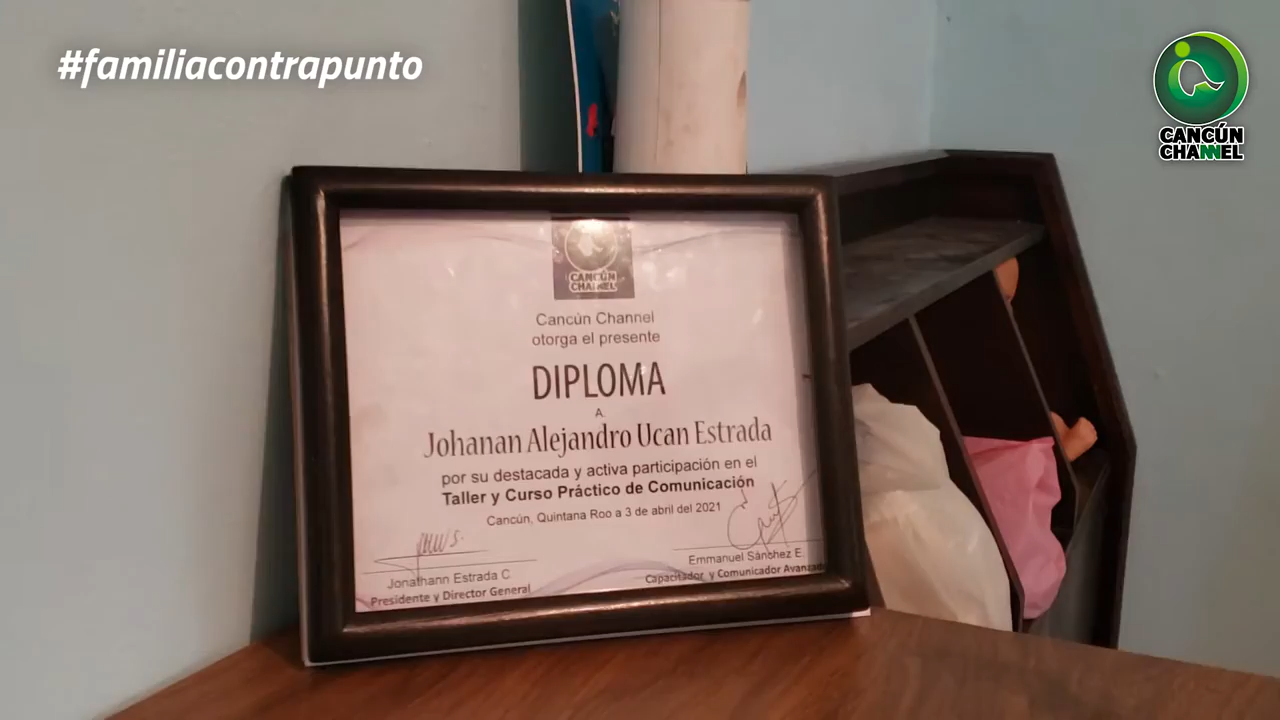 #familiacontrapunto
CANCÚN
CHANNEL
CANCÚN
CHANNEL
Cancún Channel
otorga el presente
DIPLOMA
A.
Johanan Alejandro Ucan Estrada
por su destacada y activa participación en el
Taller y Curso Práctico de Comunicación
Cancún, Quintana Roo a 3 de abril del 2021
Jonathann Estrada C
Presidente y Director General
Emmanuel Sánchez E.
Capacitador y Comunicador Avanzado